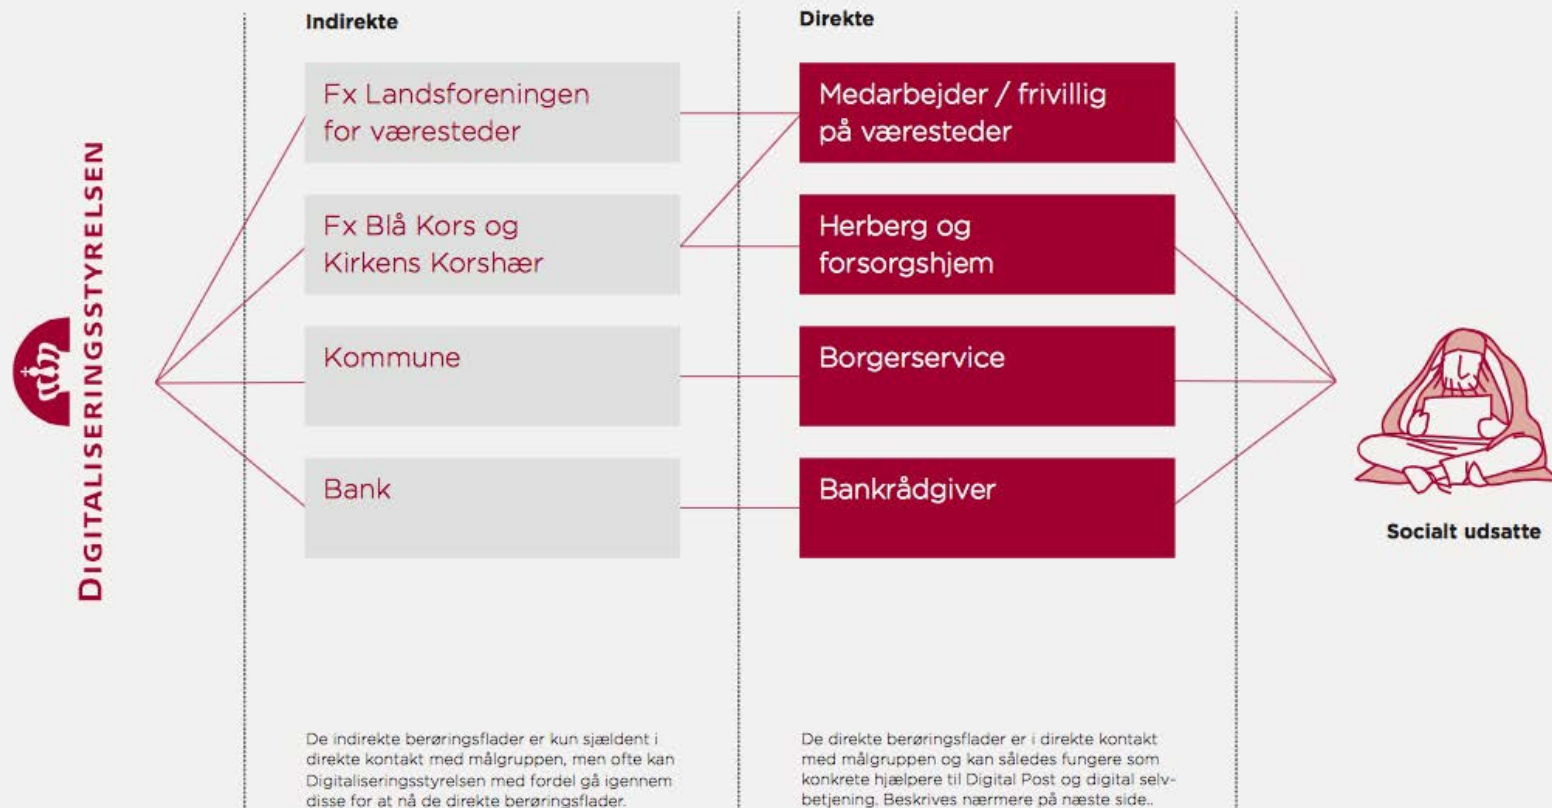 DIGITALISERINGSSTYRELSEN
Indirekte
Fx Landsforeningen
for væresteder
Fx Blå Kors og
Kirkens Korshær
Kommune
Bank
De indirekte berøringsflader er kun sjældent i
direkte kontakt med målgruppen, men ofte kan
Digitaliseringsstyrelsen med fordel gå igennem
disse for at nå de direkte berøringsflader.
Direkte
Medarbejder / frivillig
på væresteder
Herberg og
forsorgshjem
Borgerservice
Bankrådgiver
De direkte berøringsflader er i direkte kontakt
med målgruppen og kan således fungere som
konkrete hjælpere til Digital Post og digital selv-
betjening. Beskrives nærmere på næste side..
Socialt udsatte